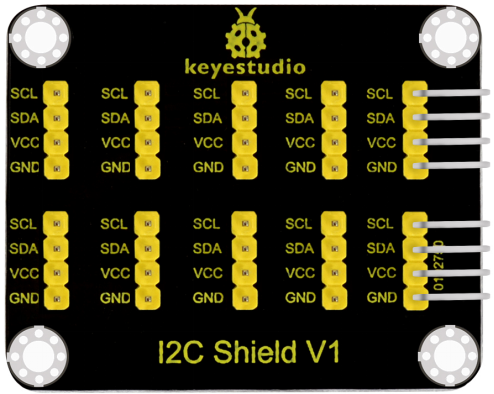 keyestudio
SCL SCL SCL SCL SCL
SDA SDA SDA SDA SDA
VCC VCC VCC VCC VCC
GND GND GND GND GND
SCL SCL SCL SCL SCL
SDA SDA SDA SDA SDA
VCC VCC VCC VCC VCC
GND GND GND GND GND
I2C Shield V1